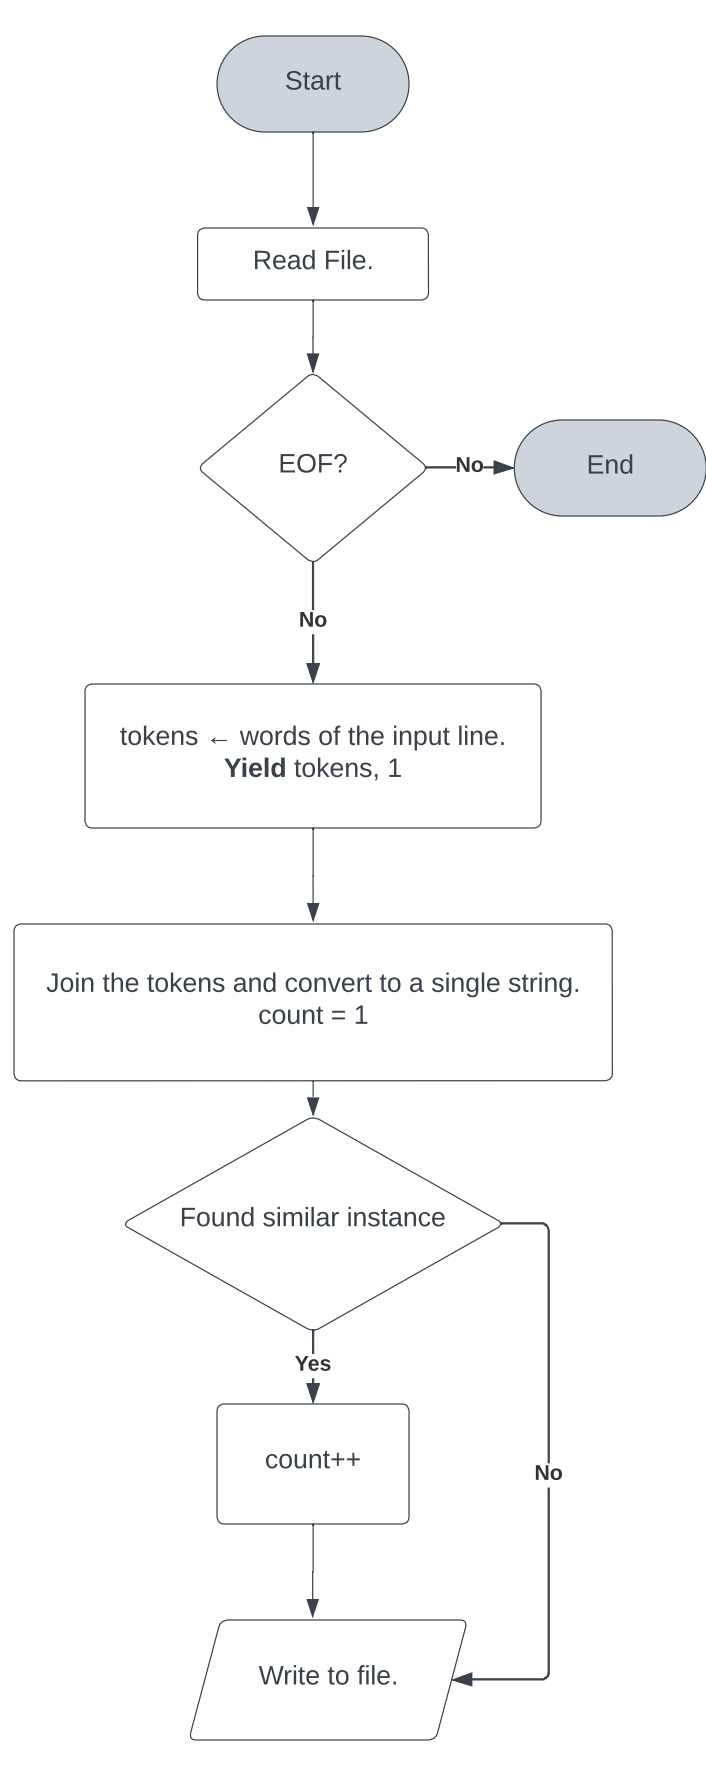 Start
Read File.
EOF?
No
End
No
tokens ← words of the input line.
Yield tokens, 1
Join the tokens and convert to a single string.
count = 1
Found similar instance
Yes
count++
No
Write to file.